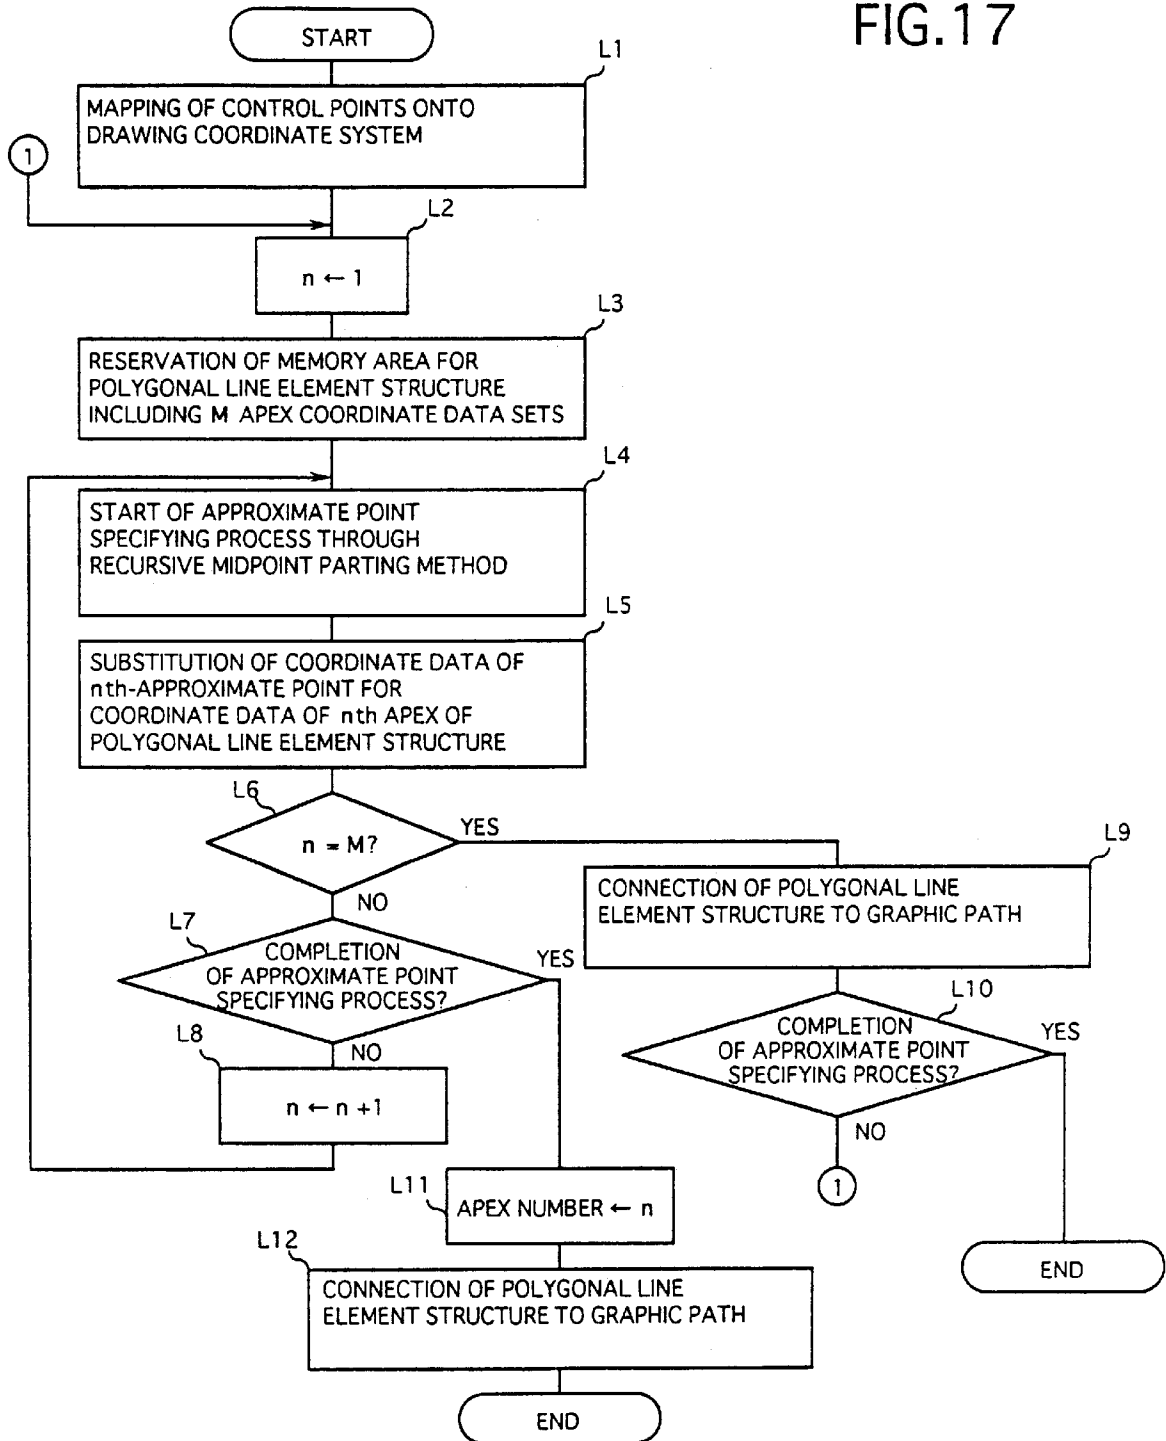 FIG.17
START
L1
MAPPING OF CONTROL POINTS ONTO
DRAWING COORDINATE SYSTEM
1
L2
n ← 1
L3
RESERVATION OF MEMORY AREA FOR
POLYGONAL LINE ELEMENT STRUCTURE
INCLUDING M APEX COORDINATE DATA SETS
L4
START OF APPROXIMATE POINT
SPECIFYING PROCESS THROUGH
RECURSIVE MIDPOINT PARTING METHOD
L5
SUBSTITUTION OF COORDINATE DATA OF
nth-APPROXIMATE POINT FOR
COORDINATE DATA OF nth APEX OF
POLYGONAL LINE ELEMENT STRUCTURE
L6
n = M?
YES
NO
L9
CONNECTION OF POLYGONAL LINE
ELEMENT STRUCTURE TO GRAPHIC PATH
L7
COMPLETION
OF APPROXIMATE POINT
SPECIFYING PROCESS?
YES
NO
L10
COMPLETION
OF APPROXIMATE POINT
SPECIFYING PROCESS?
YES
NO
1
END
L8
n ← n +1
L11
APEX NUMBER ← n
L12
CONNECTION OF POLYGONAL LINE
ELEMENT STRUCTURE TO GRAPHIC PATH
END